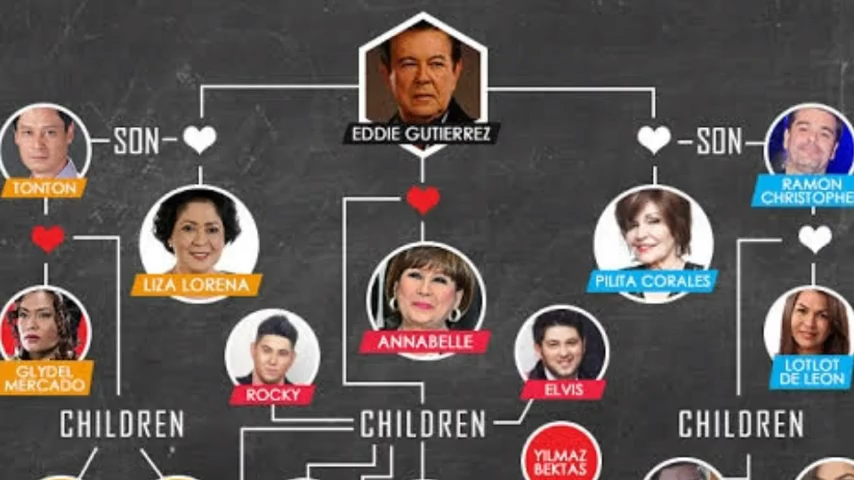 EDDIE GUTIERREZ
SON
SON
TONTON
RAMON
CHRISTOPHE
LIZA LORENA
PILITA CORALES
ANNABELLE
GLYDEL
MERCADO
ROCKY
ELVIS
LOTLOT
DE LEON
CHILDREN
CHILDREN
CHILDREN
YILMAZ
BEKTAS